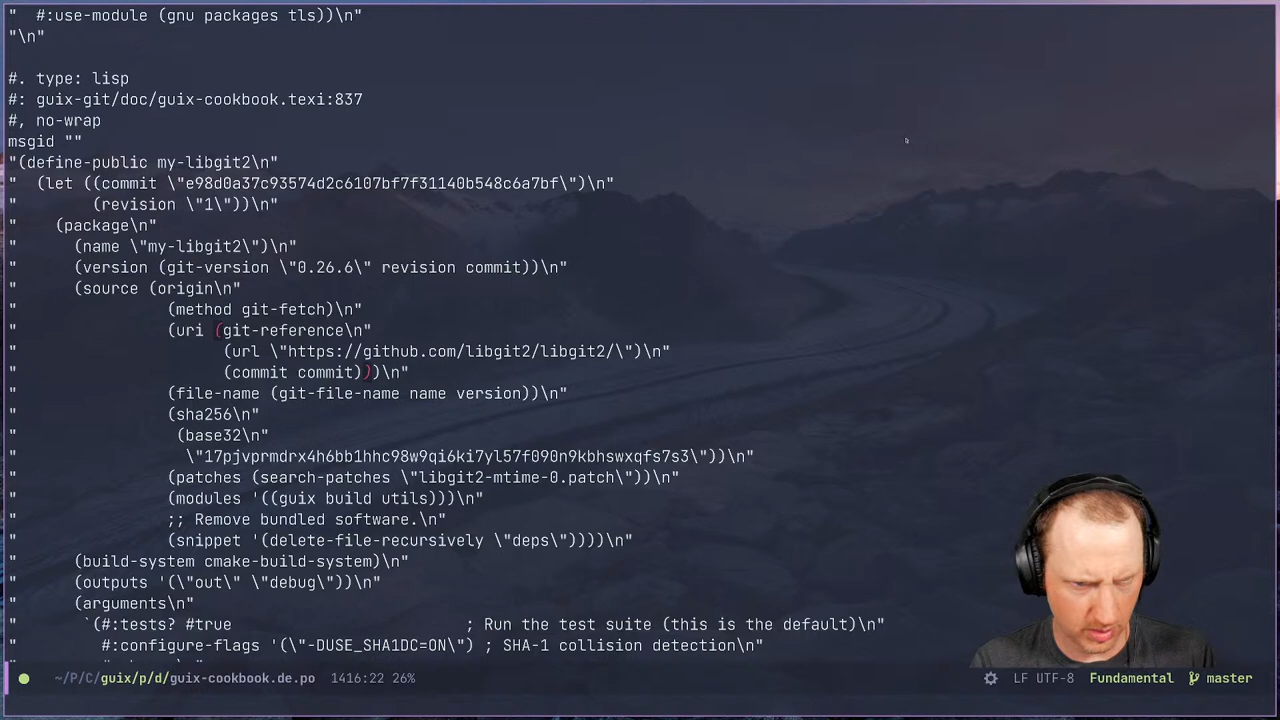 "  #:use-module (gnu packages tls))\n"
"\n"
#. type: lisp
#: guix-git/doc/guix-cookbook.texi:837
#, no-wrap
msgid ""
"(define-public my-libgit2\n"
"  (let ((commit \"e98d0a37c93574d2c6107bf7f31140b548c6a7bf\")\n"
"        (revision \"1\"))\n"
"    (package\n"
"      (name \"my-libgit2\")\n"
"      (version (git-version \"0.26.6\" revision commit))\n"
"      (source (origin\n"
"                (method git-fetch)\n"
"                (uri (git-reference\n"
"                      (url \"https://github.com/libgit2/libgit2/\")\n"
"                      (commit commit)))\n"
"                (file-name (git-file-name name version))\n"
"                (sha256\n"
"                 (base32\n"
"                  \"17pjvprmdrx4h6bb1hhc98w9qi6ki7yl57f090n9kbhswxqfs7s3\"))\n"
"                (patches (search-patches \"libgit2-mtime-0.patch\"))\n"
"                (modules '((guix build utils)))\n"
"                ;; Remove bundled software.\n"
"                (snippet '(delete-file-recursively \"deps\"))))\n"
"      (build-system cmake-build-system)\n"
"      (outputs '(\"out\" \"debug\"))\n"
"      (arguments\n"
"       `(#:tests? #true                         ; Run the test suite (this is the default)\n"
"         #:configure-flags '(\"-DUSE_SHA1DC=ON\") ; SHA-1 collision detection\n"
~/P/C/guix/p/d/guix-cookbook.de.po 1416:22 26% LF UTF-8 Fundamental master